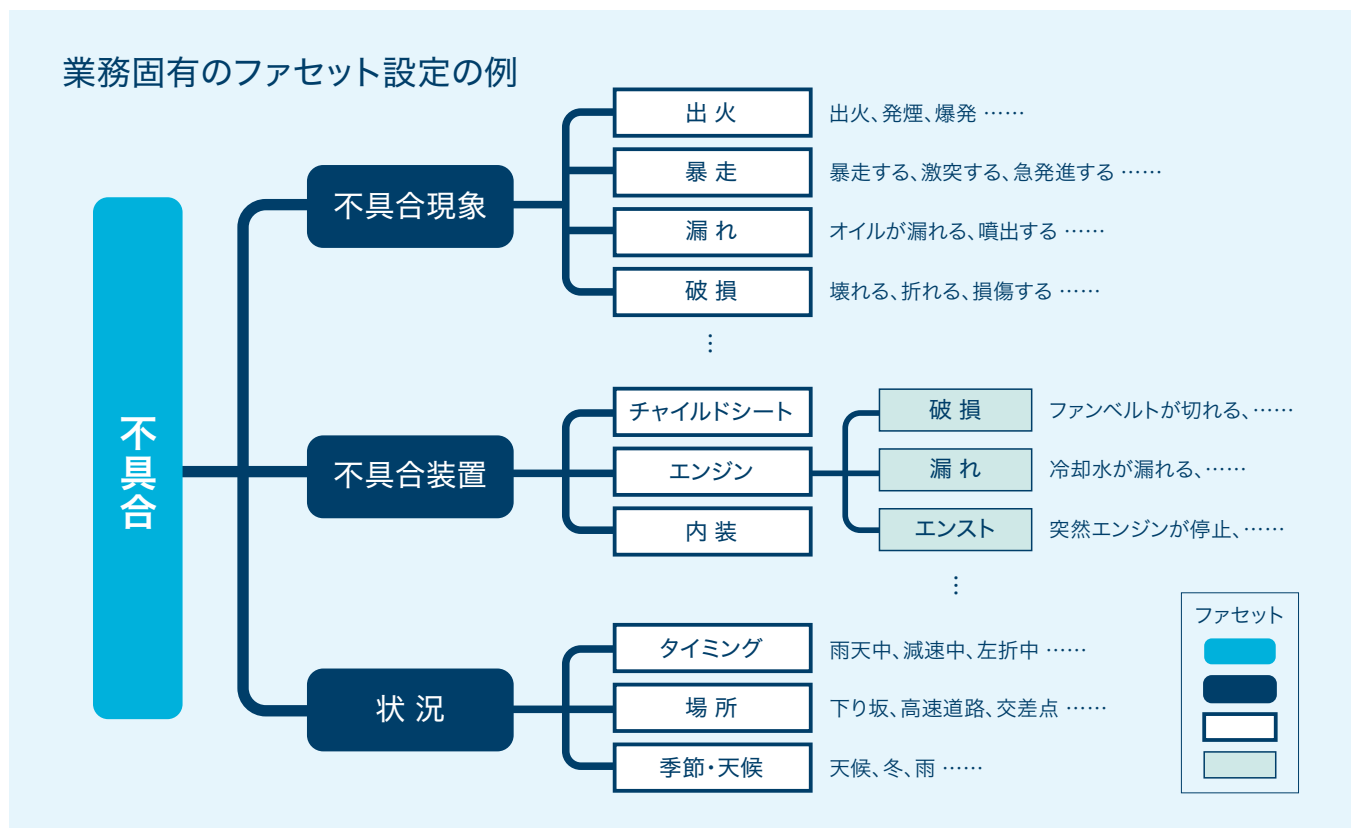 業務固有のファセット設定の例
不具合
不具合現象
出火
出火、発煙、爆発 ……
暴走
暴走する、激突する、急発進する ……
漏れ
オイルが漏れる、噴出する ……
破損
壊れる、折れる、損傷する ……
⋮
不具合装置
チャイルドシート
エンジン
内装
破損
ファンベルトが切れる、……
漏れ
冷却水が漏れる、……
エンスト
突然エンジンが停止、……
⋮
状況
タイミング
雨天中、減速中、左折中 ……
場所
下り坂、高速道路、交差点 ……
季節・天候
天候、冬、雨 ……
ファセット